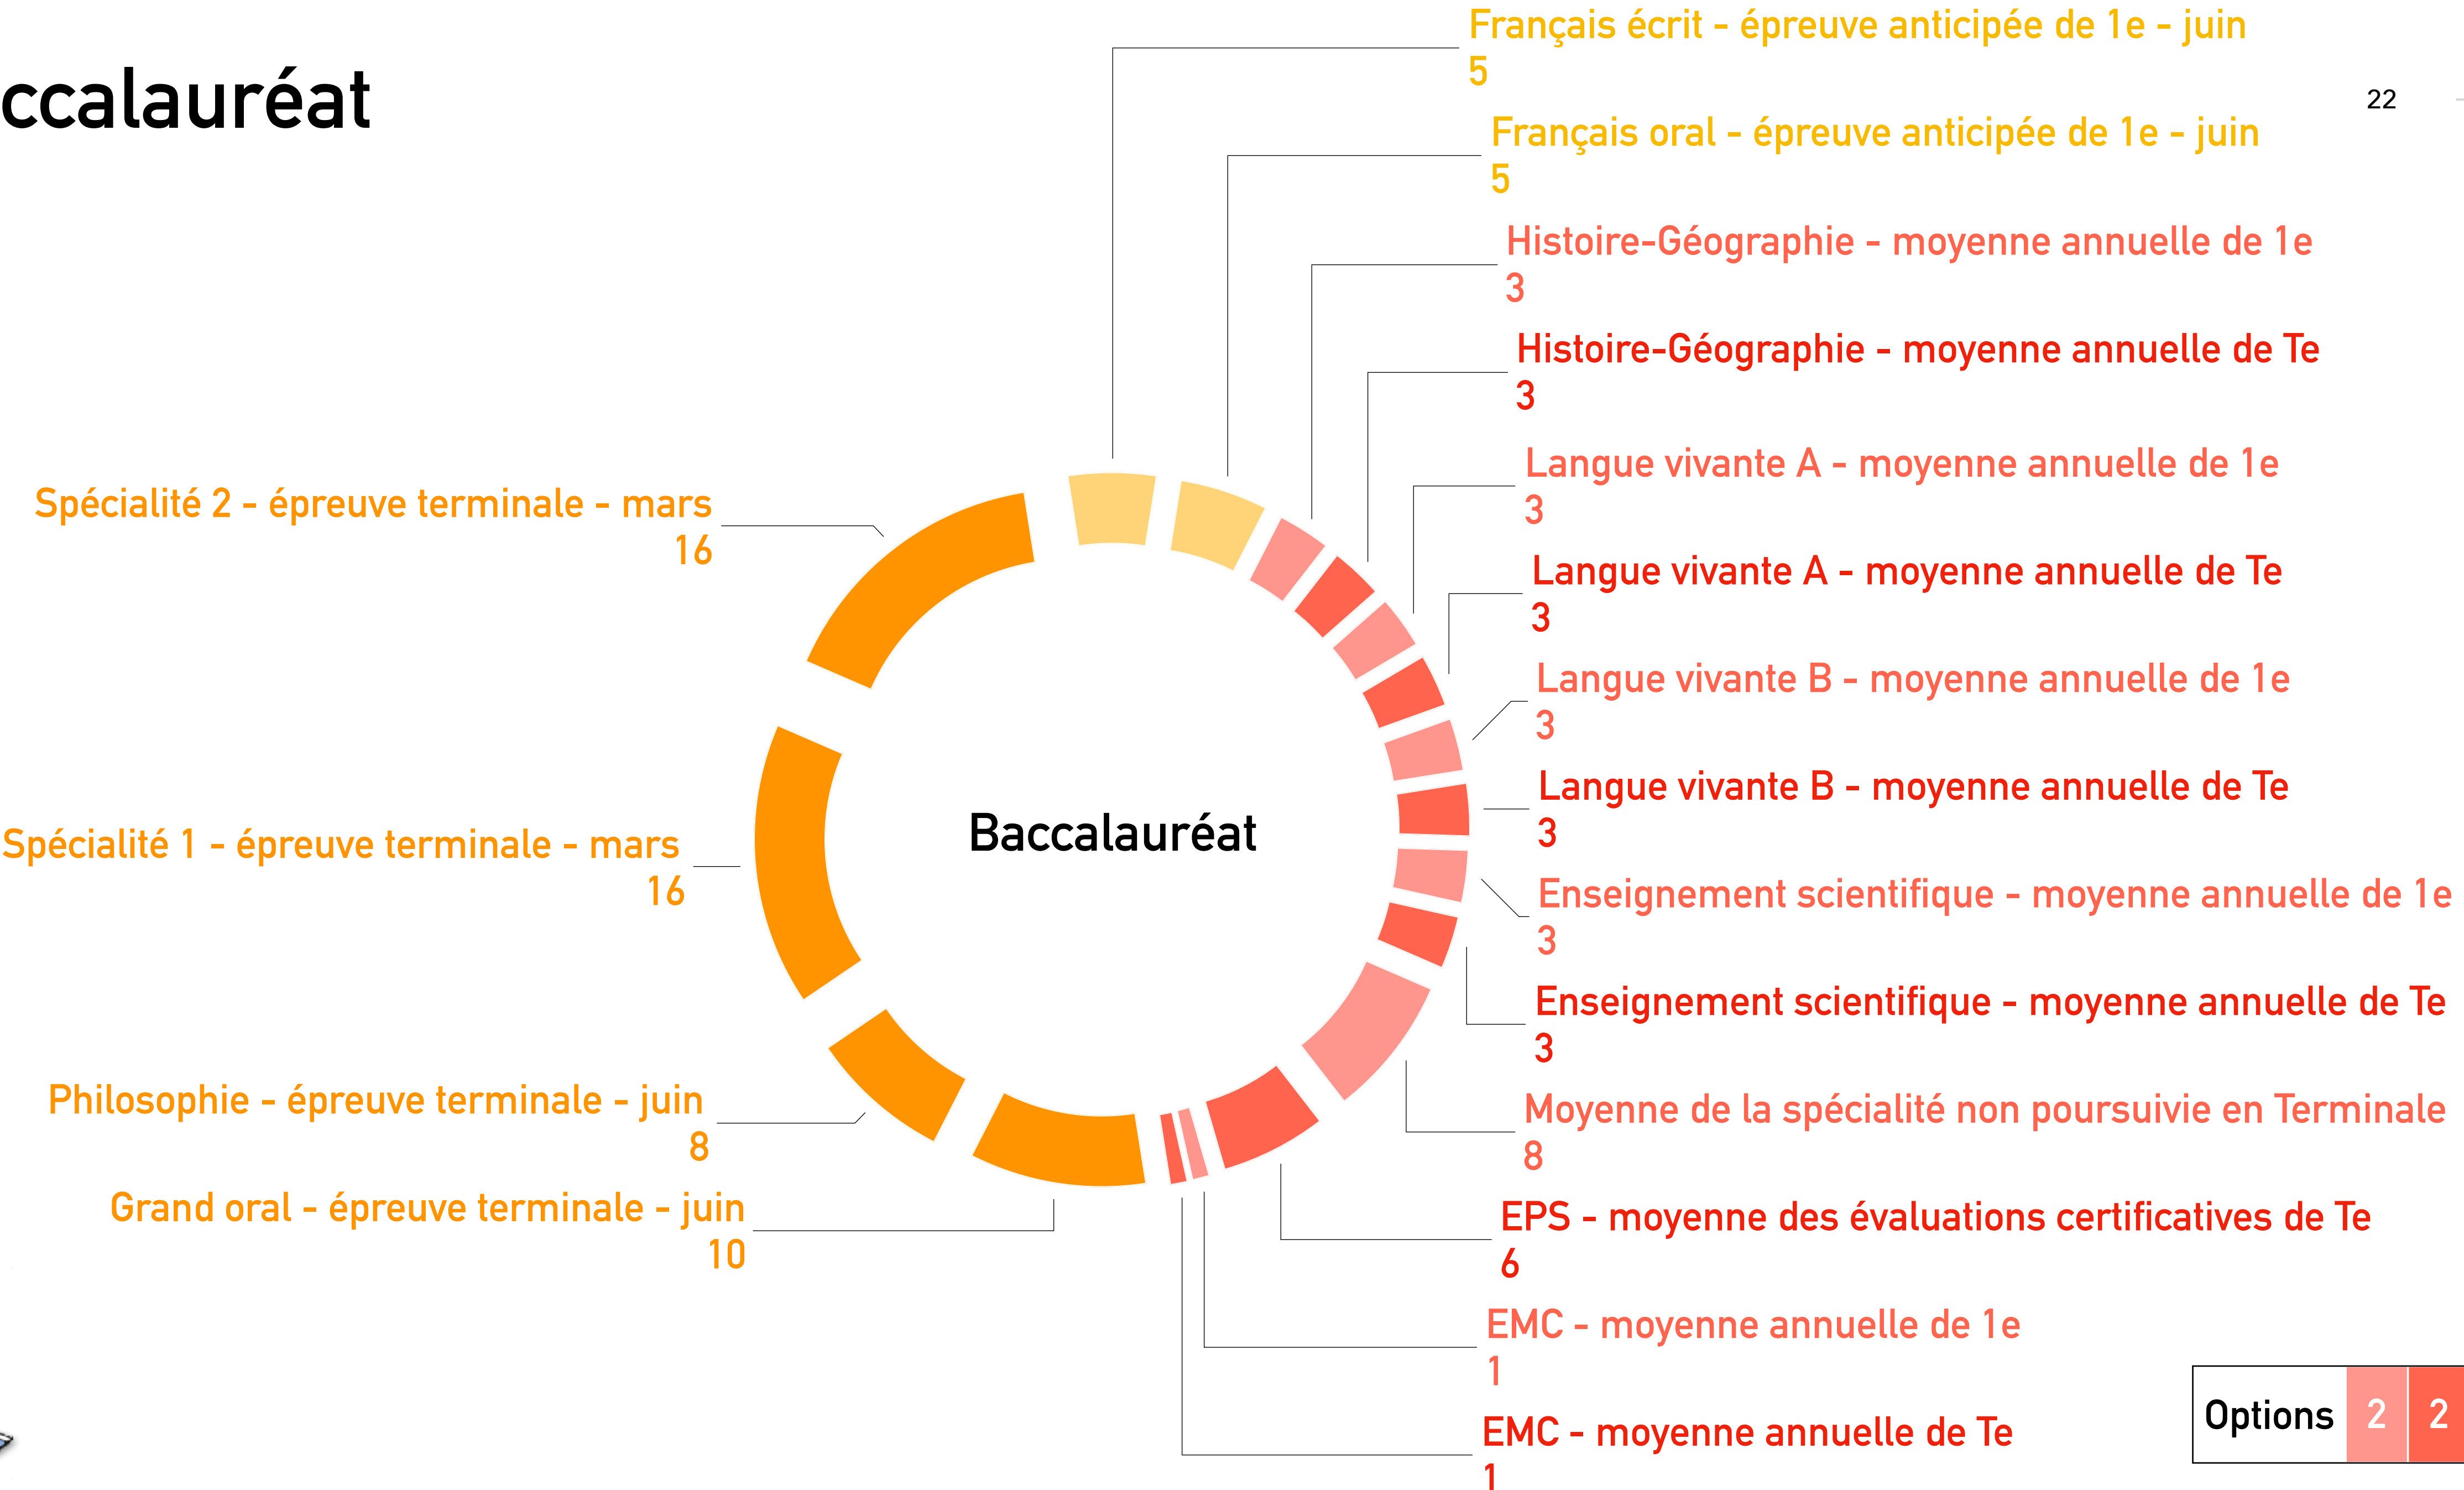 ccalauréat
22
Français écrit - épreuve anticipée de 1e - juin
5
Français oral - épreuve anticipée de 1e - juin
5
Histoire-Géographie - moyenne annuelle de 1e
3
Histoire-Géographie - moyenne annuelle de Te
3
Langue vivante A - moyenne annuelle de 1e
3
Langue vivante A - moyenne annuelle de Te
3
Langue vivante B - moyenne annuelle de 1e
3
Langue vivante B - moyenne annuelle de Te
3
Enseignement scientifique - moyenne annuelle de 1e
3
Enseignement scientifique - moyenne annuelle de Te
3
Moyenne de la spécialité non poursuivie en Terminale
8
EPS - moyenne des évaluations certificatives de Te
6
EMC - moyenne annuelle de 1e
1
EMC - moyenne annuelle de Te
1
Spécialité 2 - épreuve terminale - mars
16
Spécialité 1 - épreuve terminale - mars
16
Philosophie - épreuve terminale - juin
8
Grand oral - épreuve terminale - juin
10
Baccalauréat
Options 2 2